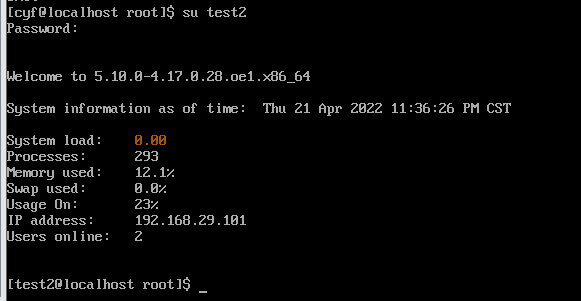 [cyf@localhost root]$ su test2
Password:
Welcome to 5.10.0-4.17.0.28.oe1.x86_64
System information as of time:  Thu 21 Apr 2022 11:36:26 PM CST
System load:    0.00
Processes:      293
Memory used:    12.1%
Swap used:      0.0%
Usage On:       23%
IP address:     192.168.29.101
Users online:   2
[test2@localhost root]$ _